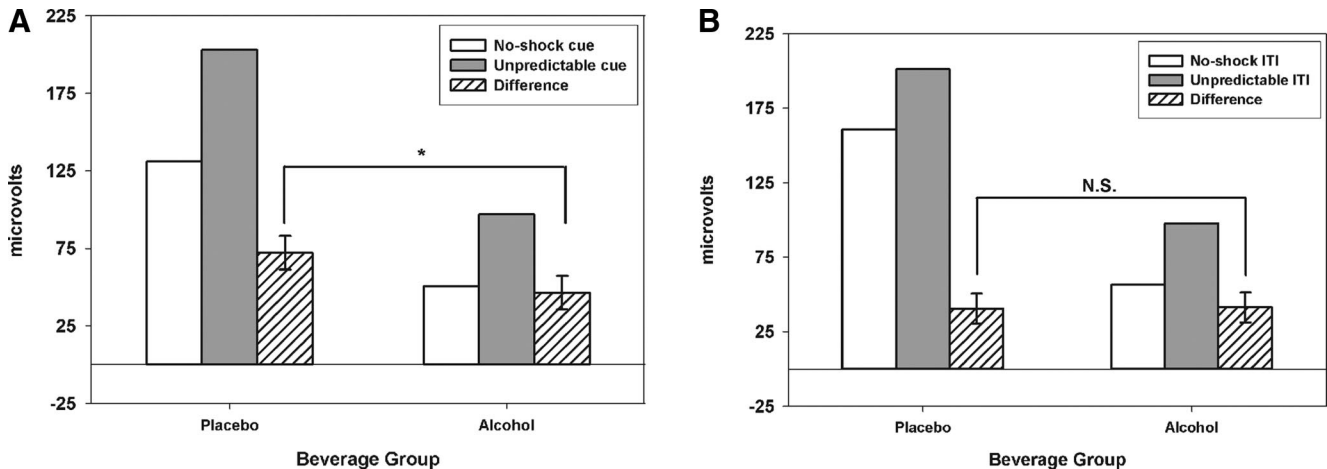 A
225
175
125
75
25
-25
microvolts
No-shock cue
Unpredictable cue
Difference
*
Placebo
Alcohol
Beverage Group
B
225
175
125
75
25
-25
microvolts
No-shock ITI
Unpredictable ITI
Difference
N.S.
Placebo
Alcohol
Beverage Group